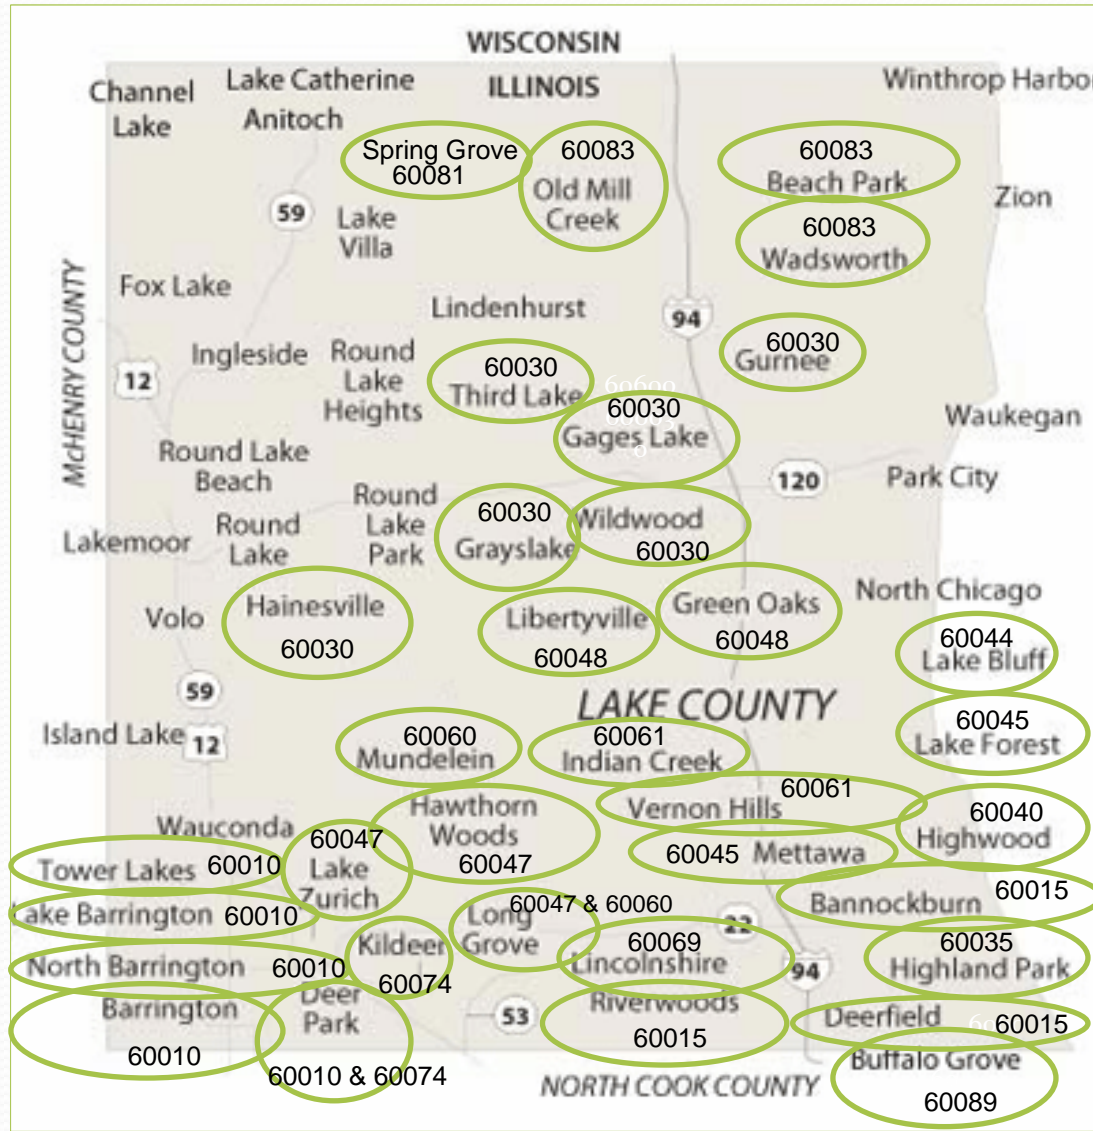 WISCONSIN
ILLINOIS
Channel
Lake
Lake Catherine
Anitoch
Winthrop Harbor
Spring Grove
60081
60083
Old Mill
Creek
60083
Beach Park
59
Lake
Villa
60083
Wadsworth
Zion
McHENRY COUNTY
Fox Lake
Lindenhurst
94
12
Ingleside
Round
Lake
Heights
60030
Third Lake
60030
Gurnee
60030
Gages Lake
Waukegan
Round Lake
Beach
120
Park City
Lakemoor
Round
Lake
Round
Lake
Park
60030
Grayslake
Wildwood
60030
Volo
Hainesville
60030
Libertyville
60048
Green Oaks
60048
North Chicago
60044
Lake Bluff
59
LAKE COUNTY
Island Lake
12
60060
Mundelein
60061
Indian Creek
60045
Lake Forest
Wauconda
Hawthorn
Woods
60047
Vernon Hills
60061
60040
Highwood
Tower Lakes 60010
60047
Lake
Zurich
60045 Mettawa
Bannockburn
60015
Lake Barrington 60010
Kildeer
60074
60047 & 60060
Long
Grove
22
60069
Lincolnshire
94
60035
Highland Park
North Barrington 60010
Barrington
60010
Deer
Park
60010 & 60074
53
Riverwoods
60015
Deerfield 60015
NORTH COOK COUNTY
Buffalo Grove
60089